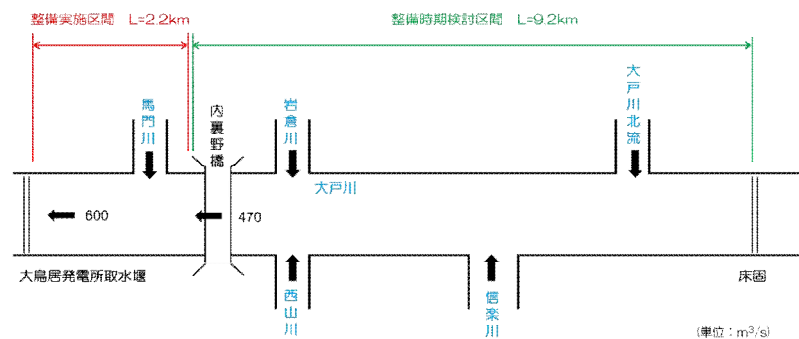 整備実施区間 L=2.2km
整備時期検討区間 L=9.2km
馬門川
内裏野橋
岩倉川
大戸川北流
大戸川
600
470
大鳥居発電所取水堰
西山川
信楽川
床固
(単位:m³/s)